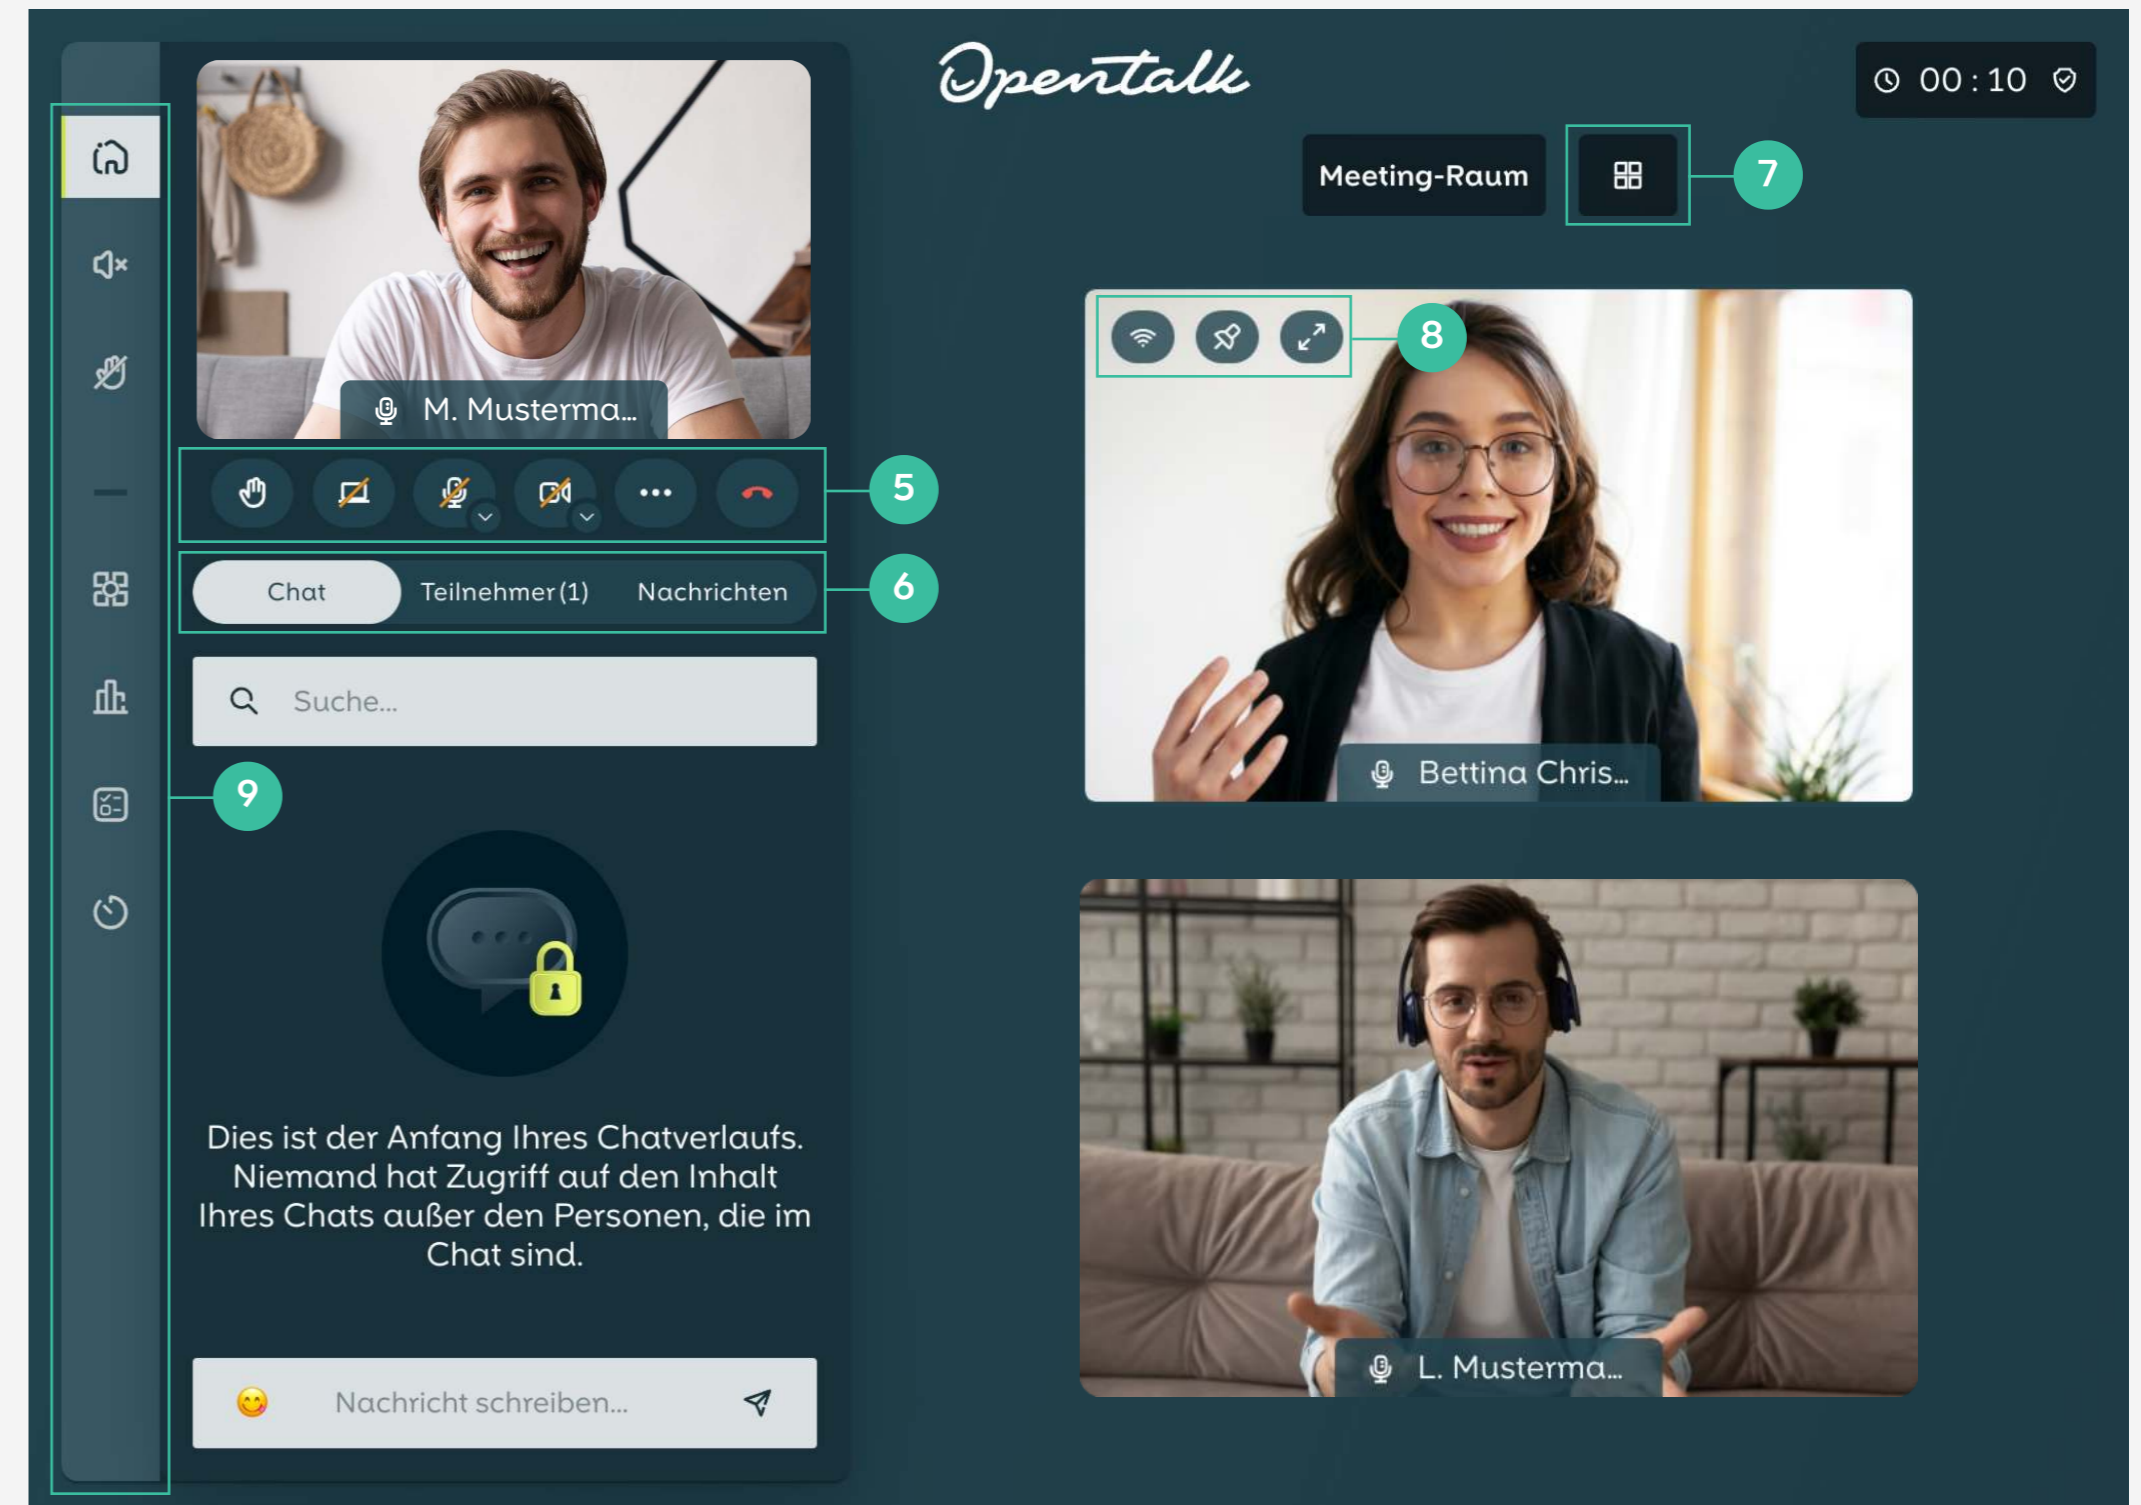 Opentalk
00:10
Meeting-Raum
7
8
M. Musterma...
5
Chat
Teilnehmer (1)
Nachrichten
6
Suche...
Bettina Chris...
9
Dies ist der Anfang Ihres Chatverlaufs.
Niemand hat Zugriff auf den Inhalt
Ihres Chats außer den Personen, die im
Chat sind.
L. Musterma...
Nachricht schreiben...